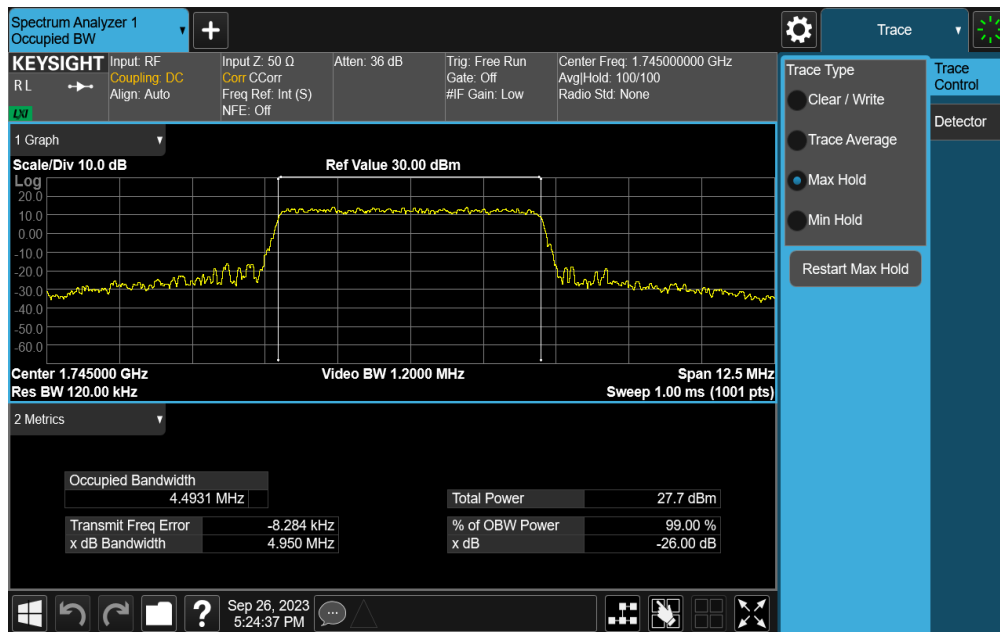 Spectrum Analyzer 1
Occupied BW
+
Trace
KEYSIGHT
R L
LXI
Input: RF
Coupling: DC
Align: Auto
Input Z: 50 Ω
Corr CCorr
Freq Ref: Int (S)
NFE: Off
Atten: 36 dB
Trig: Free Run
Gate: Off
#IF Gain: Low
Center Freq: 1.745000000 GHz
Avg|Hold: 100/100
Radio Std: None
Trace Type
Clear / Write
Trace Average
Max Hold
Min Hold
Restart Max Hold
Trace
Control
Detector
1 Graph
Scale/Div 10.0 dB
Ref Value 30.00 dBm
Log
20.0
10.0
0.00
-10.0
-20.0
-30.0
-40.0
-50.0
-60.0
Center 1.745000 GHz
Video BW 1.2000 MHz
Span 12.5 MHz
Res BW 120.00 kHz
Sweep 1.00 ms (1001 pts)
2 Metrics
Occupied Bandwidth
4.4931 MHz
Total Power 27.7 dBm
Transmit Freq Error -8.284 kHz
% of OBW Power 99.00 %
x dB Bandwidth 4.950 MHz
x dB -26.00 dB
?
Sep 26, 2023
5:24:37 PM